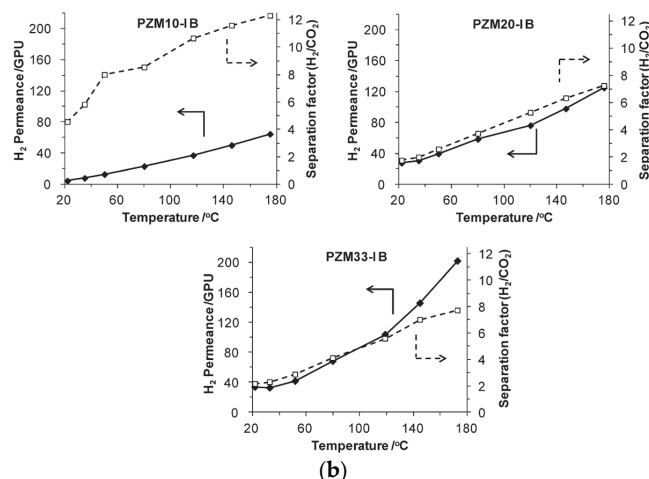 PZM10-IB
H2 Permeance /GPU
200
160
120
80
40
0
12
10
8
6
4
2
0
Separation factor (H2/CO2)
20 60 100 140 180
Temperature /ºC
PZM20-IB
H2 Permeance /GPU
200
160
120
80
40
0
12
10
8
6
4
2
0
Separation factor (H2/CO2)
20 60 100 140 180
Temperature /ºC
PZM33-IB
H2 Permeance /GPU
200
160
120
80
40
0
12
10
8
6
4
2
0
Separation factor (H2/CO2)
20 60 100 140 180
Temperature /ºC
(b)